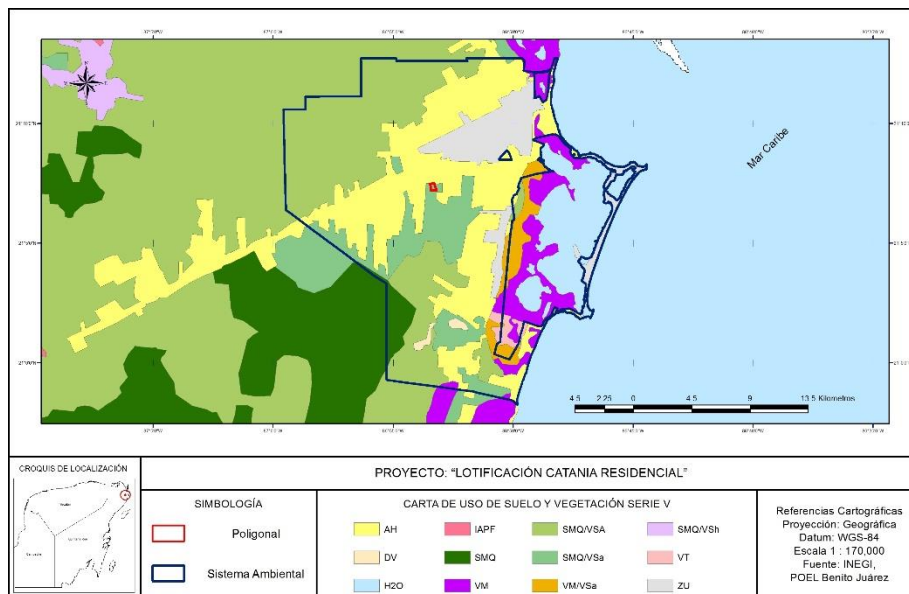 Mar Caribe
4.5 2.25 0 4.5 9 13.5 Kilometros
CROQUIS DE LOCALIZACIÓN
PROYECTO: "LOTIFICACIÓN CATANIA RESIDENCIAL"
SIMBOLOGÍA
Poligonal
Sistema Ambiental
CARTA DE USO DE SUELO Y VEGETACIÓN SERIE V
AH
IAPF
SMQ/VSA
SMQ/VSh
DV
SMQ
SMQ/VSa
VT
H2O
VM
VM/VSa
ZU
Referencias Cartográficas
Proyección: Geográfica
Datum: WGS-84
Escala 1 : 170,000
Fuente: INEGI,
POEL Benito Juárez